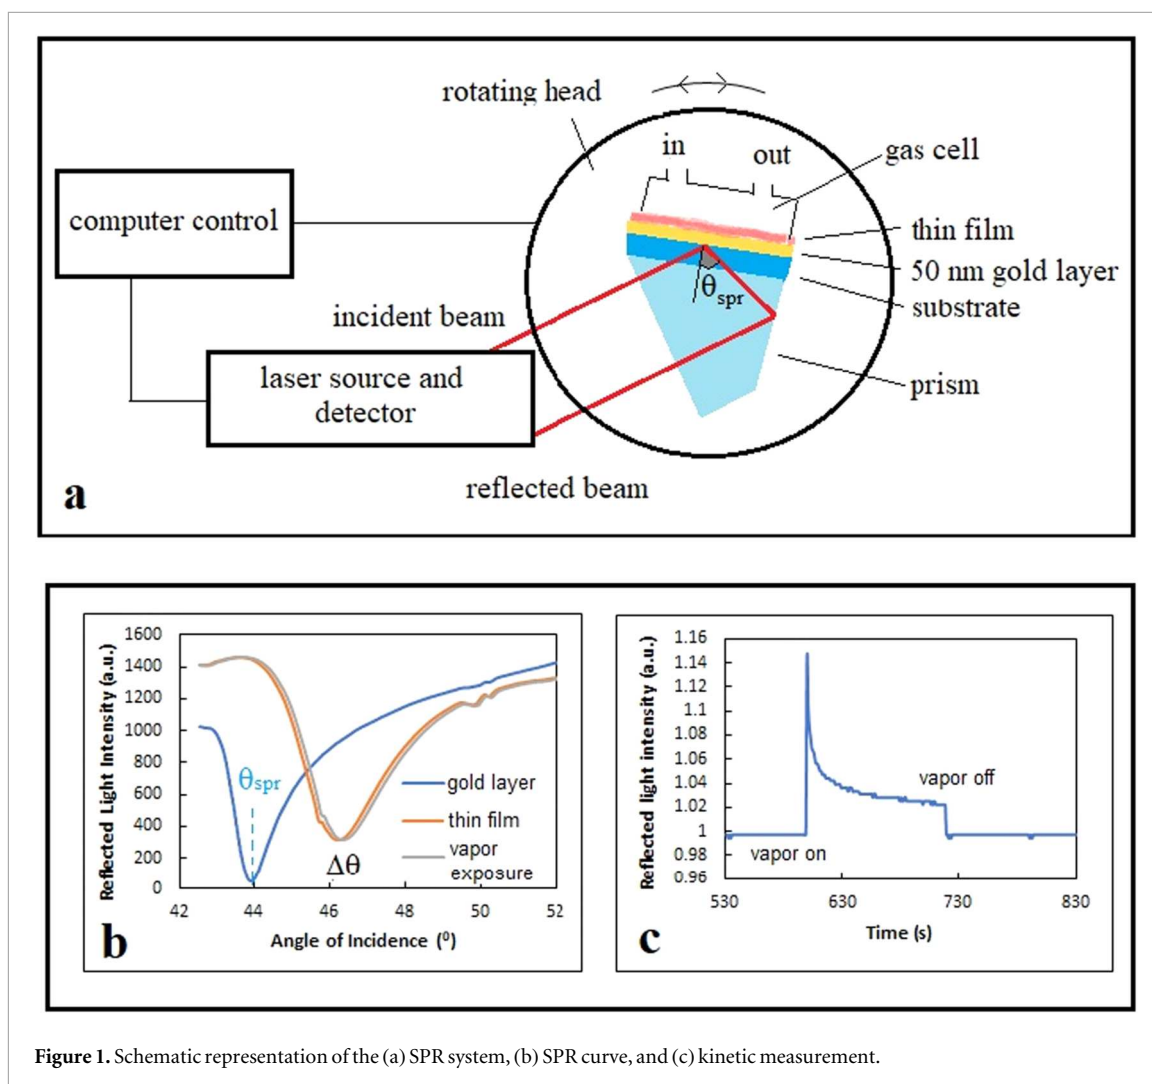 rotating head
in
out
gas cell
computer control
thin film
50 nm gold layer
substrate
θspr
incident beam
laser source and
detector
prism
reflected beam
a
Reflected Light Intensity (a.u.)
1600
1400
1200
1000
800
600
400
200
0
θspr
gold layer
thin film
vapor
exposure
Δθ
42
44
46
48
50
52
Angle of Incidence (⁰)
b
Reflected light intensity (a.u.)
1.16
1.14
1.12
1.1
1.08
1.06
1.04
1.02
1
0.98
0.96
vapor off
vapor on
530
630
730
830
Time (s)
c
Figure 1. Schematic representation of the (a) SPR system, (b) SPR curve, and (c) kinetic measurement.